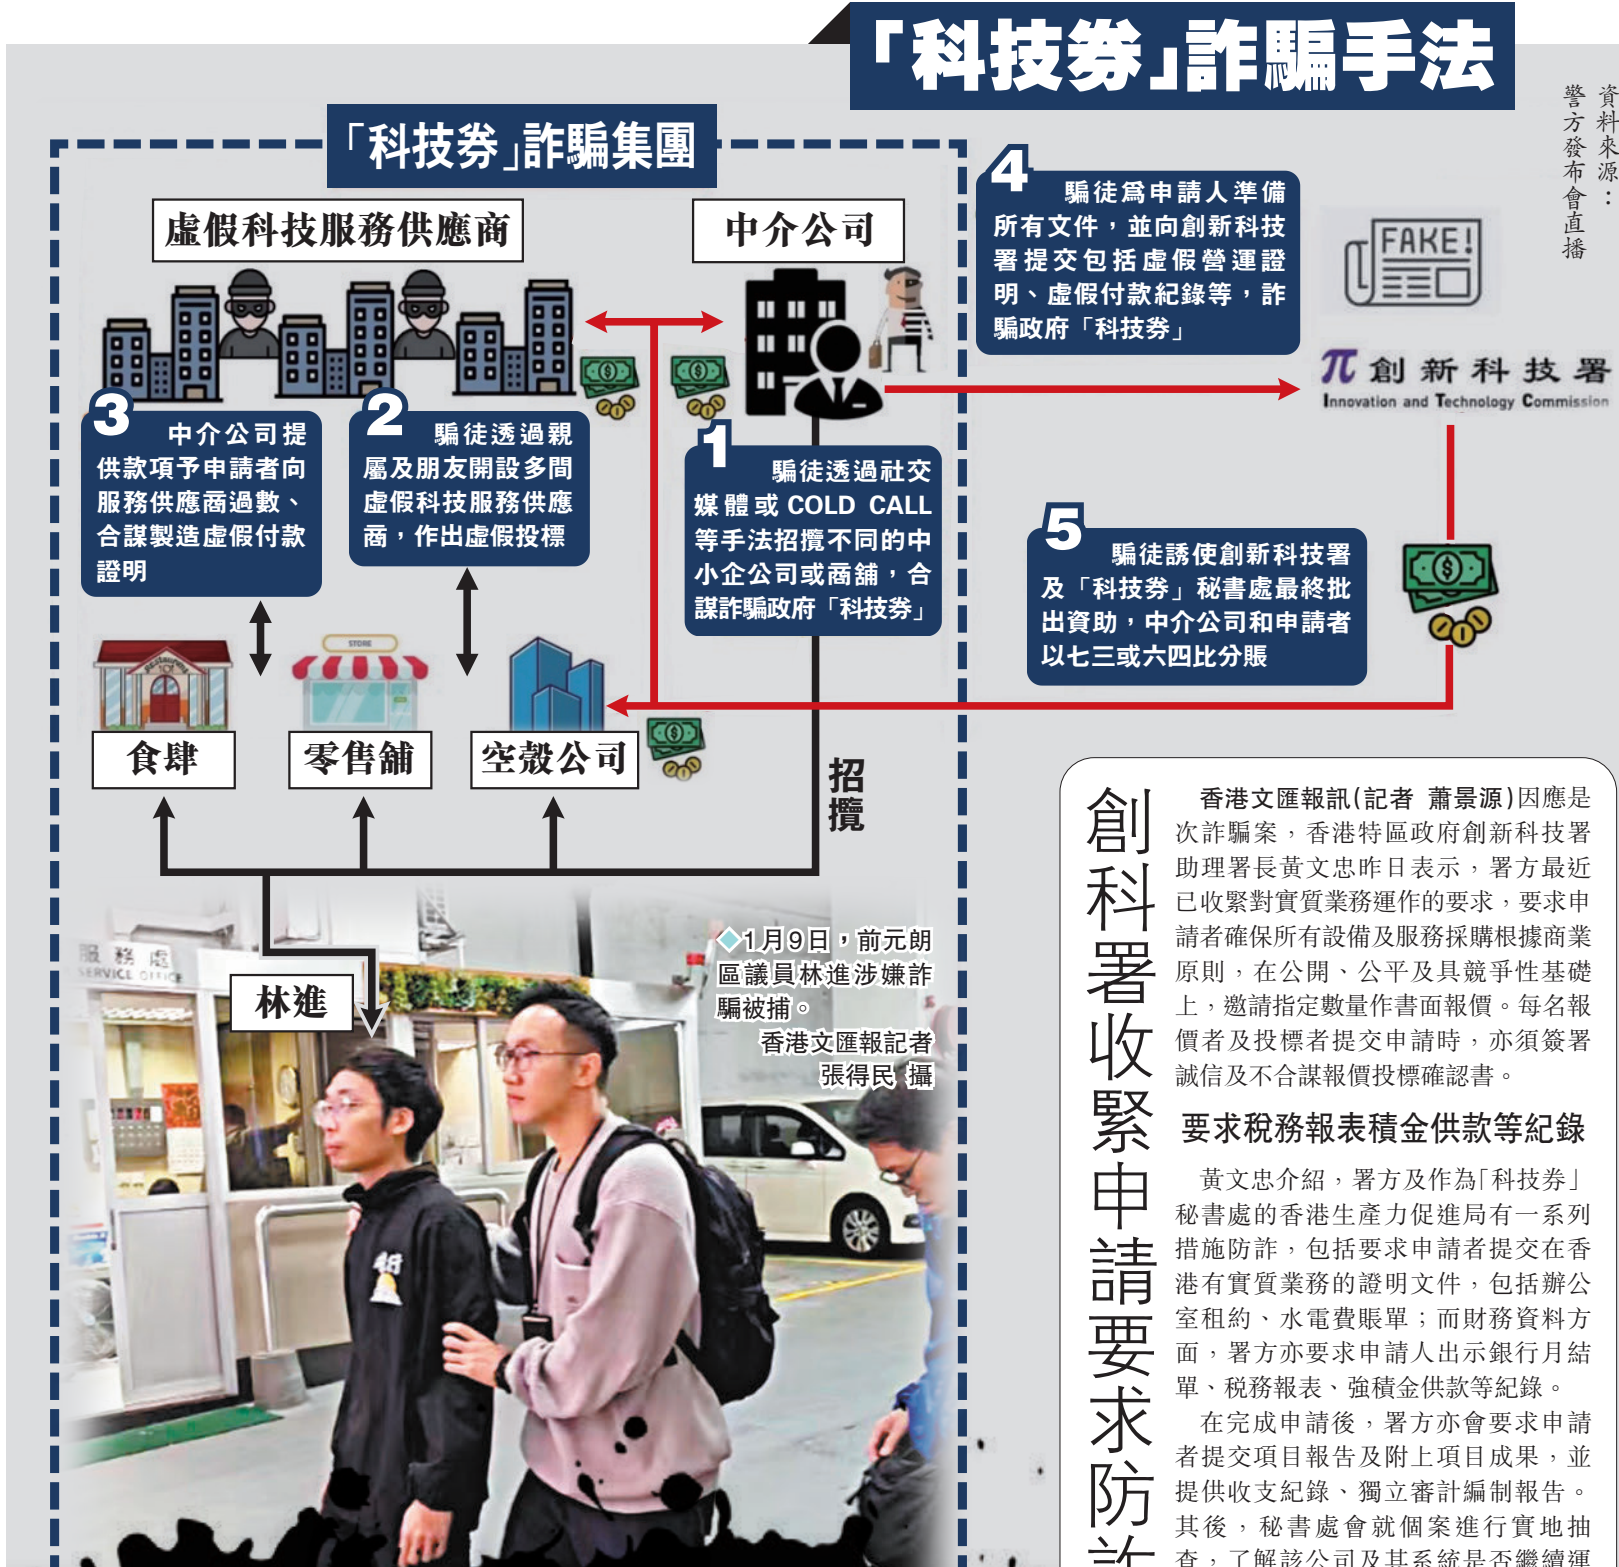 「科技券」詐騙手法
資料來源：
警方發布會直播
「科技券」詐騙集團
虛假科技服務供應商
中介公司
1
騙徒透過社交
媒體或 COLD CALL
等手法招攬不同的中
小企公司或商舖，合
謀詐騙政府「科技券」
2
騙徒透過親
屬及朋友開設多間
虛假科技服務供應
商，作出虛假投標
3
中介公司提
供款項予申請者向
服務供應商過數、
合謀製造虛假付款
證明
4
騙徒爲申請人準備
所有文件，並向創新科技
署提交包括虛假營運證
明、虛假付款紀錄等，詐
騙政府「科技券」
FAKE!
創新科技署
Innovation and Technology Commission
5
騙徒誘使創新科技署
及「科技券」秘書處最終批
出資助，中介公司和申請者
以七三或六四比分賬
Restaurant
STORE
食肆
零售舖
空殼公司
招攬
服務處
SERVICE OFFICE
林進
◆1月9日，前元朗
區議員林進涉嫌詐
騙被捕。
香港文匯報記者
張得民 攝
創科署收緊申請要求防詐
香港文匯報訊(記者 蕭景源)因應是
次詐騙案，香港特區政府創新科技署
助理署長黃文忠昨日表示，署方最近
已收緊對實質業務運作的要求，要求申
請者確保所有設備及服務採購根據商業
原則，在公開、公平及具競爭性基礎
上，邀請指定數量作書面報價。每名報
價者及投標者提交申請時，亦須簽署
誠信及不合謀報價投標確認書。
要求稅務報表積金供款等紀錄
黃文忠介紹，署方及作為「科技券」
秘書處的香港生產力促進局有一系列
措施防詐，包括要求申請者提交在香
港有實質業務的證明文件，包括辦公
室租約、水電費賬單；而財務資料方
面，署方亦要求申請人出示銀行月結
單、稅務報表、強積金供款等紀錄。
在完成申請後，署方亦會要求申請
者提交項目報告及附上項目成果，並
提供收支紀錄、獨立審計編制報告。
其後，秘書處會就個案進行實地抽
查，了解該公司及其系統是否繼續運